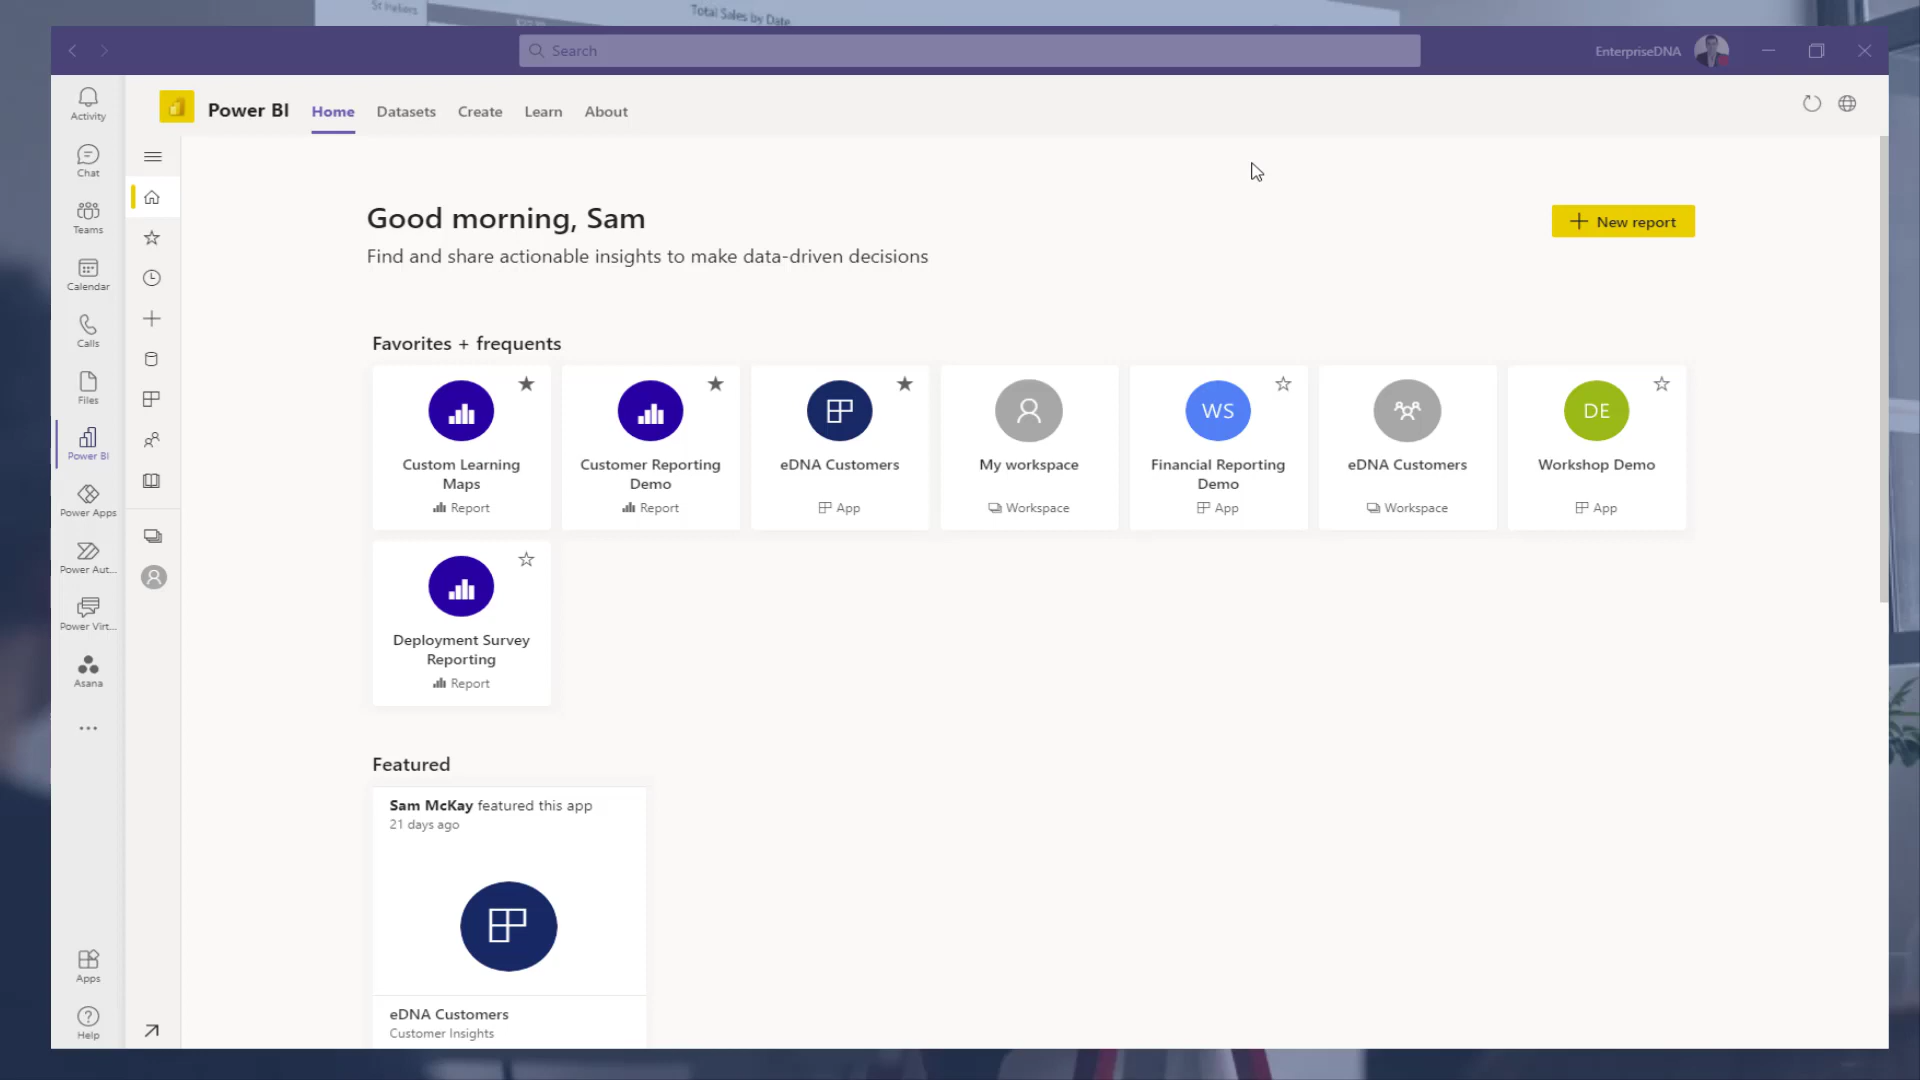 St Heliers
Total Sales by Date
Search
EnterpriseDNA
Activity
Chat
Teams
Calendar
Calls
Files
Power BI
Power Apps
Power Aut...
Power Virt...
Asana
Apps
Help
Power BI
Home
Datasets
Create
Learn
About
Good morning, Sam
Find and share actionable insights to make data-driven decisions
New report
Favorites + frequents
Custom Learning
Maps
Report
Customer Reporting
Demo
Report
eDNA Customers
App
My workspace
Workspace
WS
Financial Reporting
Demo
App
eDNA Customers
Workspace
DE
Workshop Demo
App
Deployment Survey
Reporting
Report
Featured
Sam McKay featured this app
21 days ago
eDNA Customers
Customer Insights